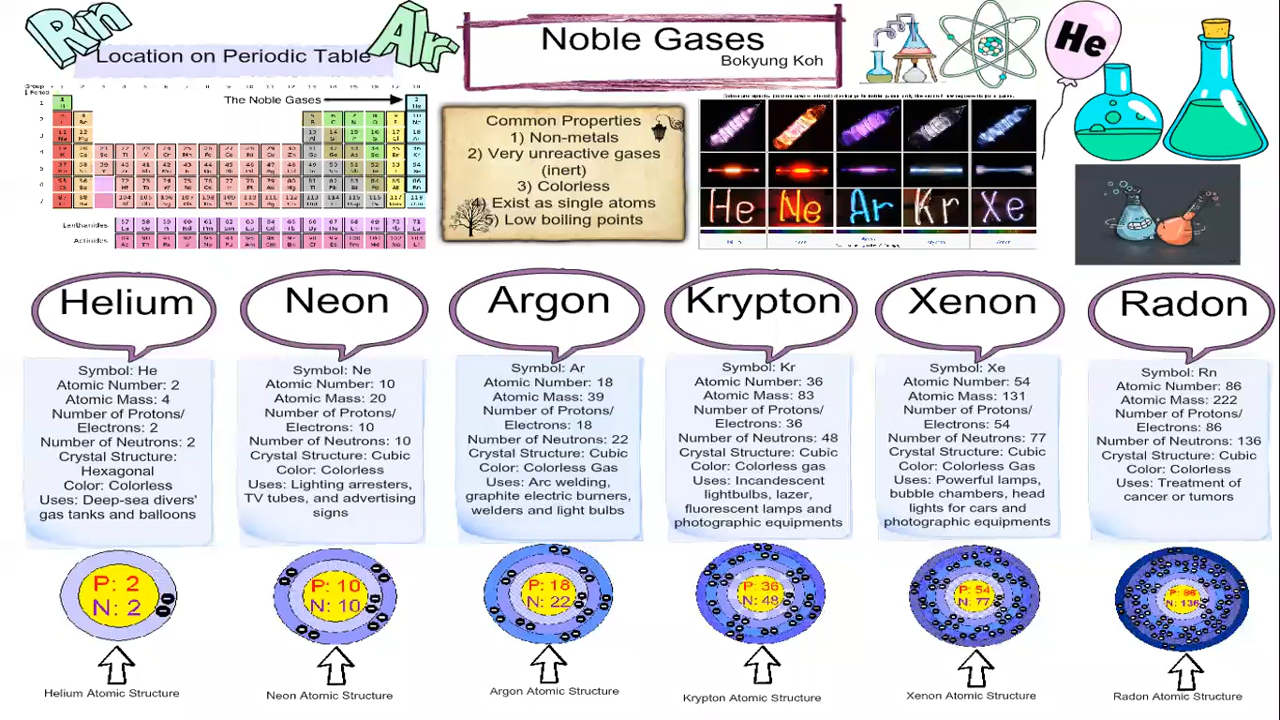 Rn
Ar
Location on Periodic Table
Noble Gases
Bokyung Koh
He
The Noble Gases
Common Properties
1) Non-metals
2) Very unreactive gases
(inert)
3) Colorless
4) Exist as single atoms
5) Low boiling points
He Ne Ar Kr Xe
Lanthanides
Actinides
Helium
Symbol: He
Atomic Number: 2
Atomic Mass: 4
Number of Protons/
Electrons: 2
Number of Neutrons: 2
Crystal Structure:
Hexagonal
Color: Colorless
Uses: Deep-sea divers'
gas tanks and balloons
P: 2
N: 2
Helium Atomic Structure
Neon
Symbol: Ne
Atomic Number: 10
Atomic Mass: 20
Number of Protons/
Electrons: 10
Number of Neutrons: 10
Crystal Structure: Cubic
Color: Colorless
Uses: Lighting arresters,
TV tubes, and advertising
signs
P: 10
N: 10
Neon Atomic Structure
Argon
Symbol: Ar
Atomic Number: 18
Atomic Mass: 39
Number of Protons/
Electrons: 18
Number of Neutrons: 22
Crystal Structure: Cubic
Color: Colorless Gas
Uses: Arc welding,
graphite electric burners,
welders and light bulbs
P: 18
N: 22
Argon Atomic Structure
Krypton
Symbol: Kr
Atomic Number: 36
Atomic Mass: 83
Number of Protons/
Electrons: 36
Number of Neutrons: 48
Crystal Structure: Cubic
Color: Colorless gas
Uses: Incandescent
lightbulbs, lazer,
fluorescent lamps and
photographic equipments
P: 36
N: 48
Krypton Atomic Structure
Xenon
Symbol: Xe
Atomic Number: 54
Atomic Mass: 131
Number of Protons/
Electrons: 54
Number of Neutrons: 77
Crystal Structure: Cubic
Color: Colorless Gas
Uses: Powerful lamps,
bubble chambers, head
lights for cars and
photographic equipments
P: 54
N: 77
Xenon Atomic Structure
Radon
Symbol: Rn
Atomic Number: 86
Atomic Mass: 222
Number of Protons/
Electrons: 86
Number of Neutrons: 136
Crystal Structure: Cubic
Color: Colorless
Uses: Treatment of
cancer or tumors
P: 86
N: 136
Radon Atomic Structure